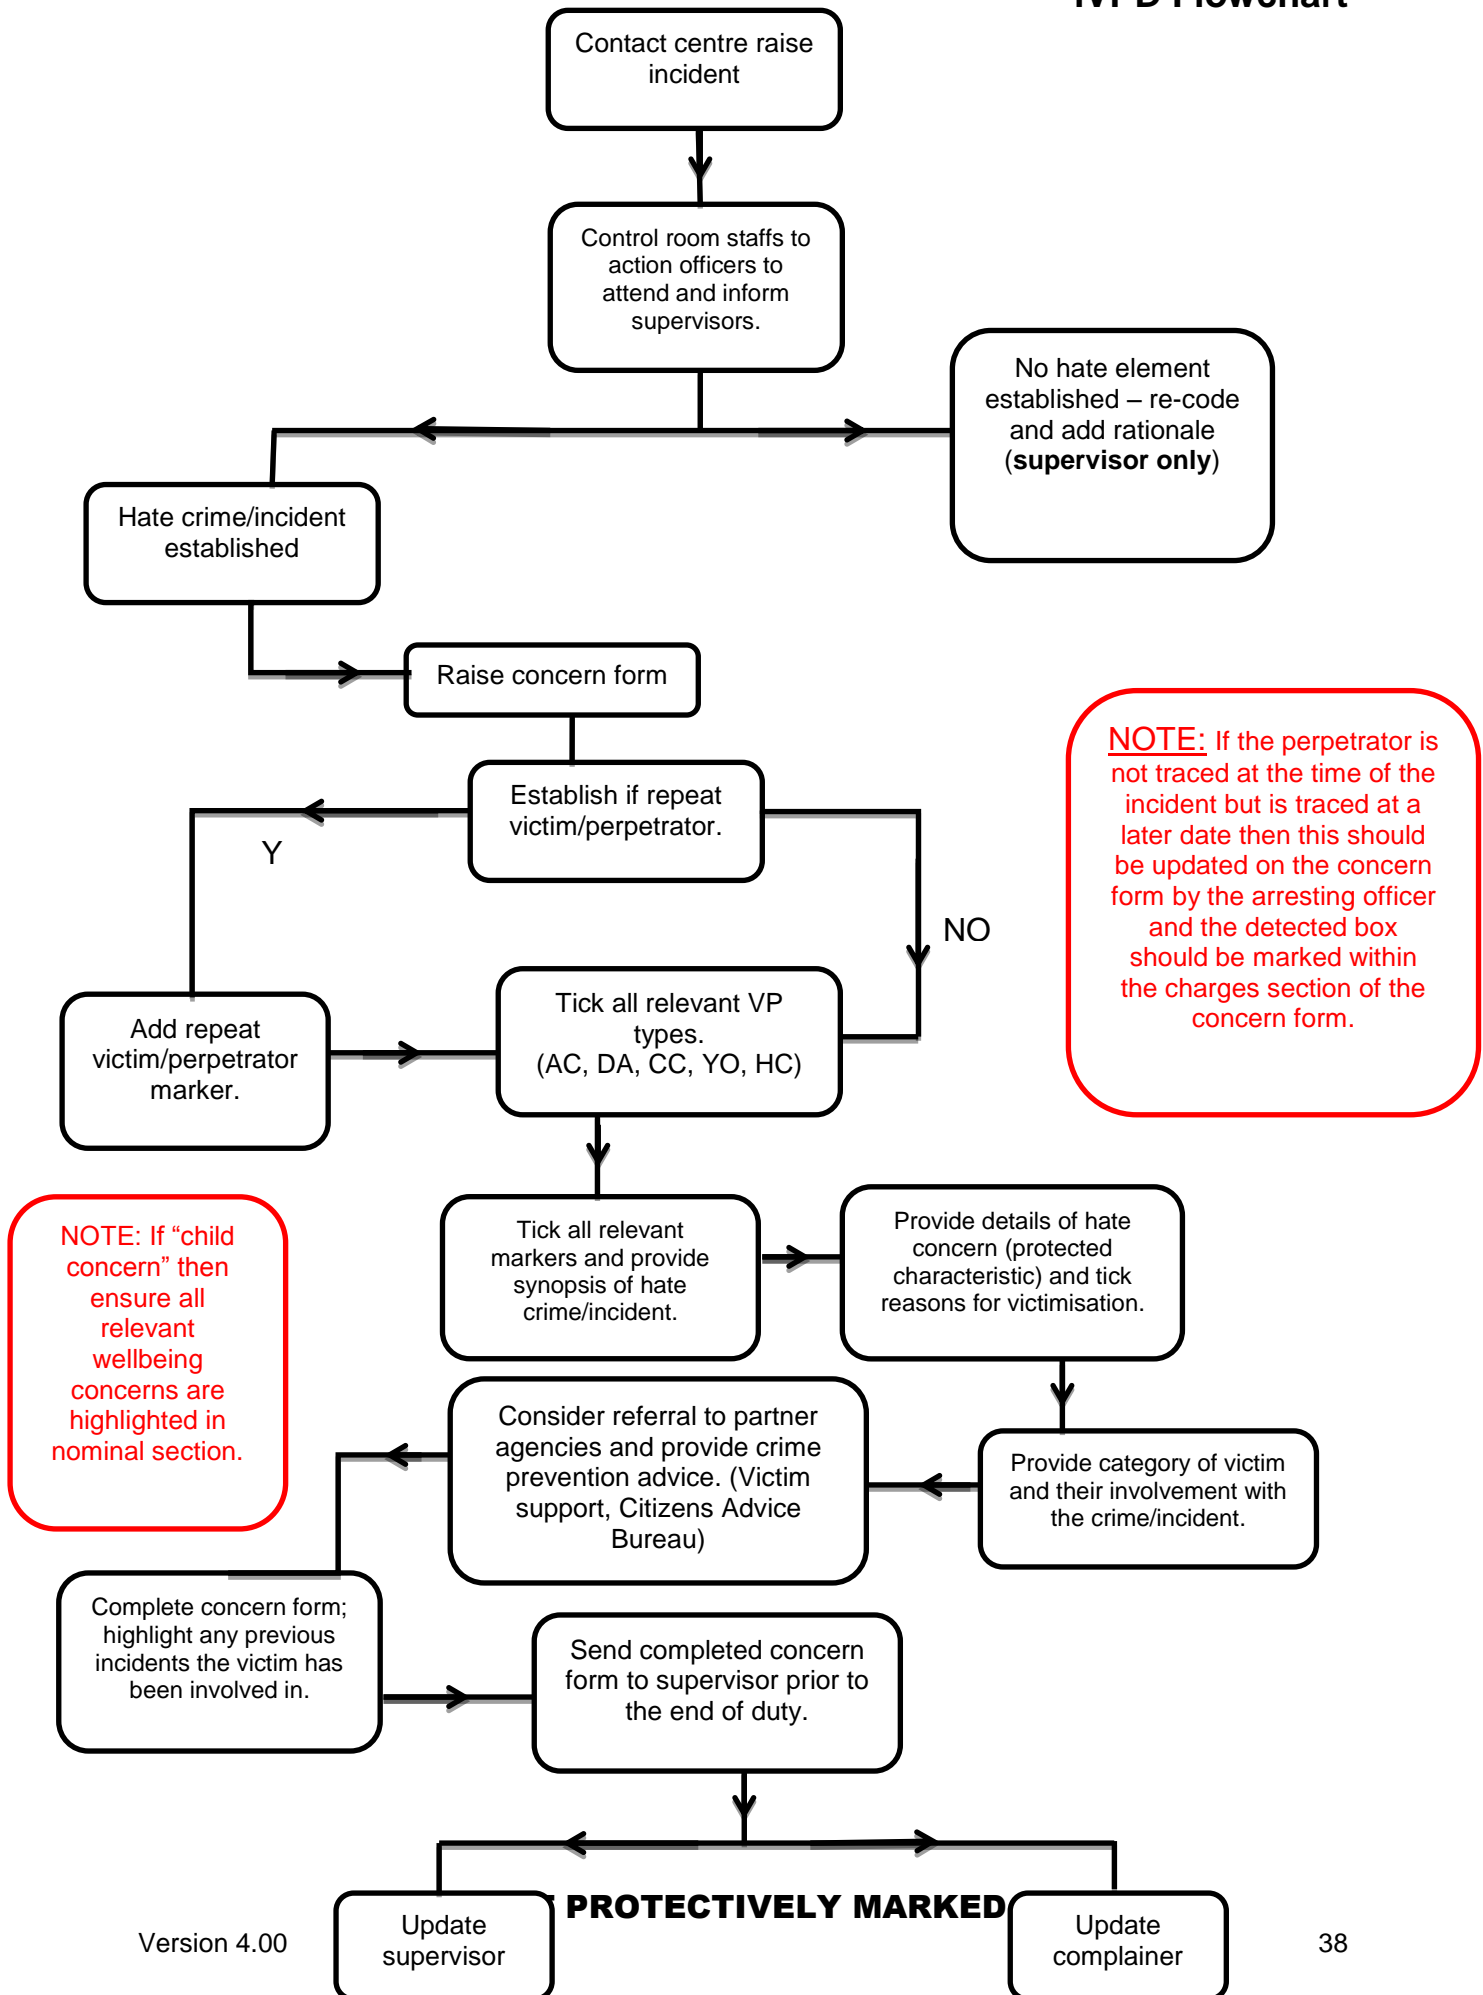 Flowchart
Contact centre raise
incident
Control room staffs to
action officers to
attend and inform
supervisors.
No hate element
established – re-code
and add rationale
(supervisor only)
Hate crime/incident
established
Raise concern form
Establish if repeat
victim/perpetrator.
Y
NO
NOTE: If the perpetrator is
not traced at the time of the
incident but is traced at a
later date then this should
be updated on the concern
form by the arresting officer
and the detected box
should be marked within
the charges section of the
concern form.
Add repeat
victim/perpetrator
marker.
Tick all relevant VP
types.
(AC, DA, CC, YO, HC)
NOTE: If “child
concern” then
ensure all
relevant
wellbeing
concerns are
highlighted in
nominal section.
Tick all relevant
markers and provide
synopsis of hate
crime/incident.
Provide details of hate
concern (protected
characteristic) and tick
reasons for victimisation.
Consider referral to partner
agencies and provide crime
prevention advice. (Victim
support, Citizens Advice
Bureau)
Provide category of victim
and their involvement with
the crime/incident.
Complete concern form;
highlight any previous
incidents the victim has
been involved in.
Send completed concern
form to supervisor prior to
the end of duty.
PROTECTIVELY MARKED
Update
supervisor
Update
complainer
Version 4.00
38